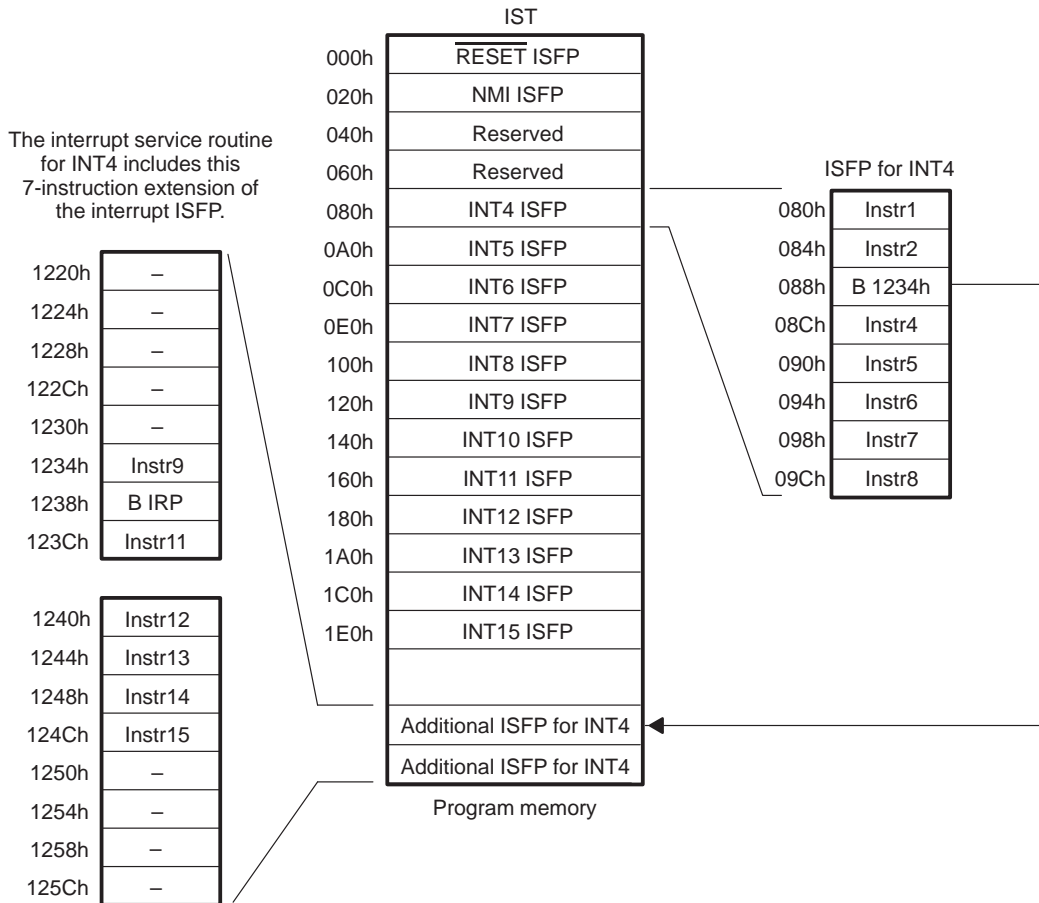 IST
000h RESET ISFP
020h NMI ISFP
040h Reserved
060h Reserved
080h INT4 ISFP
0A0h INT5 ISFP
0C0h INT6 ISFP
0E0h INT7 ISFP
100h INT8 ISFP
120h INT9 ISFP
140h INT10 ISFP
160h INT11 ISFP
180h INT12 ISFP
1A0h INT13 ISFP
1C0h INT14 ISFP
1E0h INT15 ISFP
Additional ISFP for INT4
Additional ISFP for INT4
Program memory
The interrupt service routine
for INT4 includes this
7-instruction extension of
the interrupt ISFP.
1220h –
1224h –
1228h –
122Ch –
1230h –
1234h Instr9
1238h B IRP
123Ch Instr11
1240h Instr12
1244h Instr13
1248h Instr14
124Ch Instr15
1250h –
1254h –
1258h –
125Ch –
ISFP for INT4
080h Instr1
084h Instr2
088h B 1234h
08Ch Instr4
090h Instr5
094h Instr6
098h Instr7
09Ch Instr8